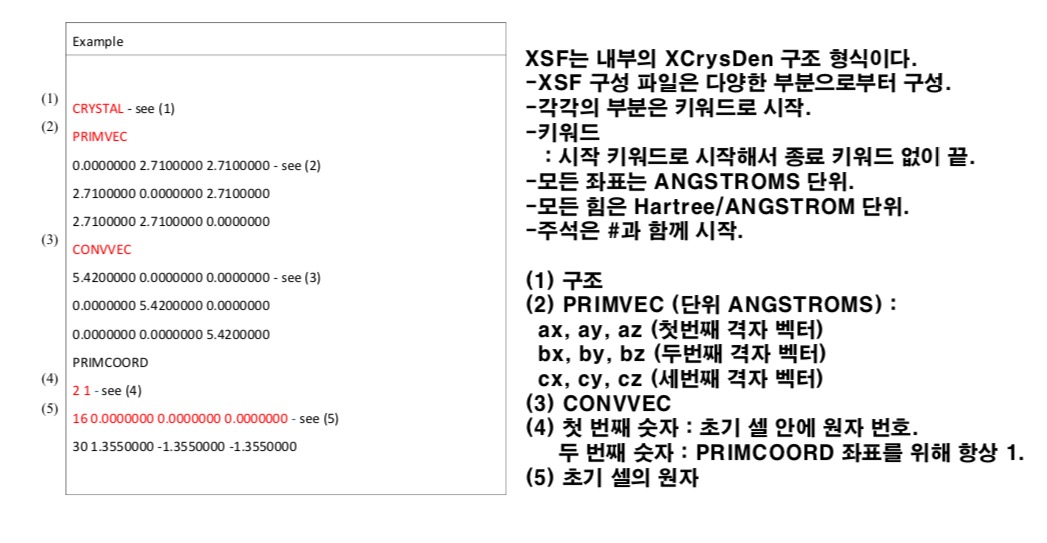 Example
(1) CRYSTAL - see (1)
(2) PRIMVEC
0.0000000 2.7100000 2.7100000 - see (2)
2.7100000 0.0000000 2.7100000
2.7100000 2.7100000 0.0000000
(3) CONVVEC
5.4200000 0.0000000 0.0000000 - see (3)
0.0000000 5.4200000 0.0000000
0.0000000 0.0000000 5.4200000
PRIMCOORD
(4) 2 1 - see (4)
(5) 16 0.0000000 0.0000000 0.0000000 - see (5)
30 1.3550000 -1.3550000 -1.3550000
XSF는 내부의 XCrysDen 구조 형식이다.
-XSF 구성 파일은 다양한 부분으로부터 구성.
-각각의 부분은 키워드로 시작.
-키워드
: 시작 키워드로 시작해서 종료 키워드 없이 끝.
-모든 좌표는 ANGSTROMS 단위.
-모든 힘은 Hartree/ANGSTROM 단위.
-주석은 #과 함께 시작.
(1) 구조
(2) PRIMVEC (단위 ANGSTROMS) :
ax, ay, az (첫번째 격자 벡터)
bx, by, bz (두번째 격자 벡터)
cx, cy, cz (세번째 격자 벡터)
(3) CONVVEC
(4) 첫 번째 숫자 : 초기 셀 안에 원자 번호.
두 번째 숫자 : PRIMCOORD 좌표를 위해 항상 1.
(5) 초기 셀의 원자